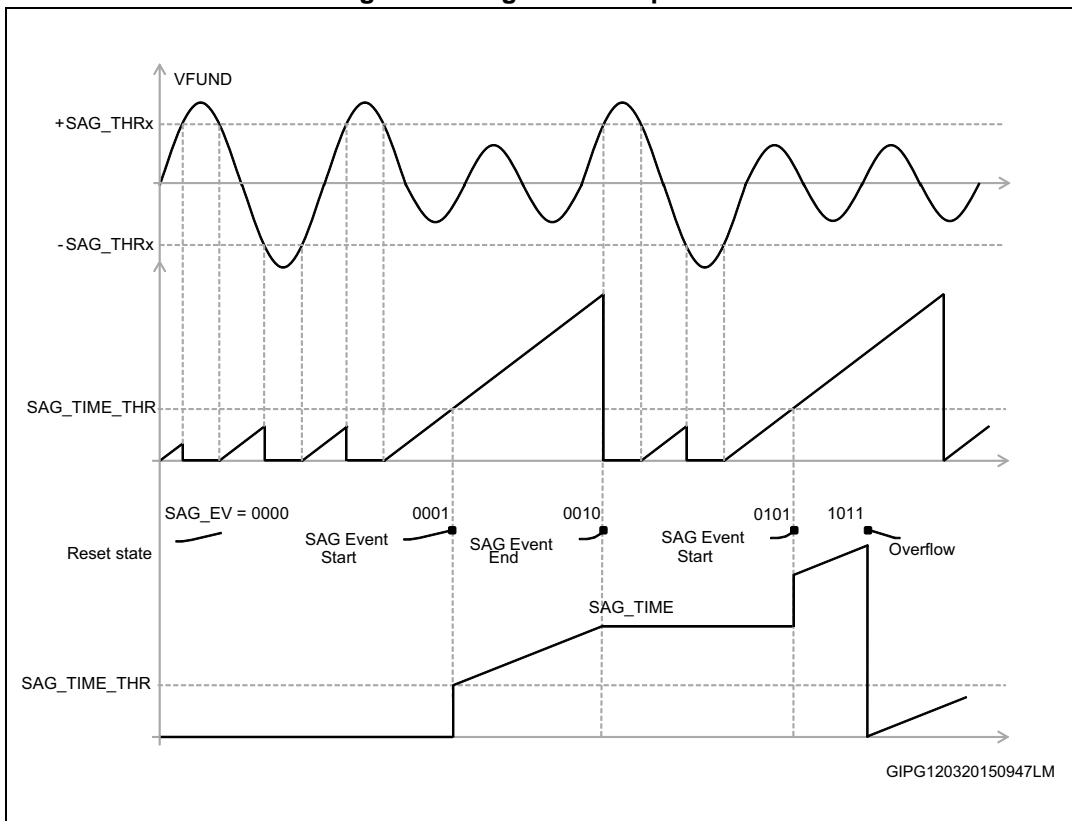 VFUND
+SAG_THRx
-SAG_THRx
SAG_TIME_THR
SAG_EV = 0000
0001
0010
0101
1011
Reset state
SAG Event
Start
SAG Event
End
SAG Event
Start
Overflow
SAG_TIME
SAG_TIME_THR
GIPG120320150947LM